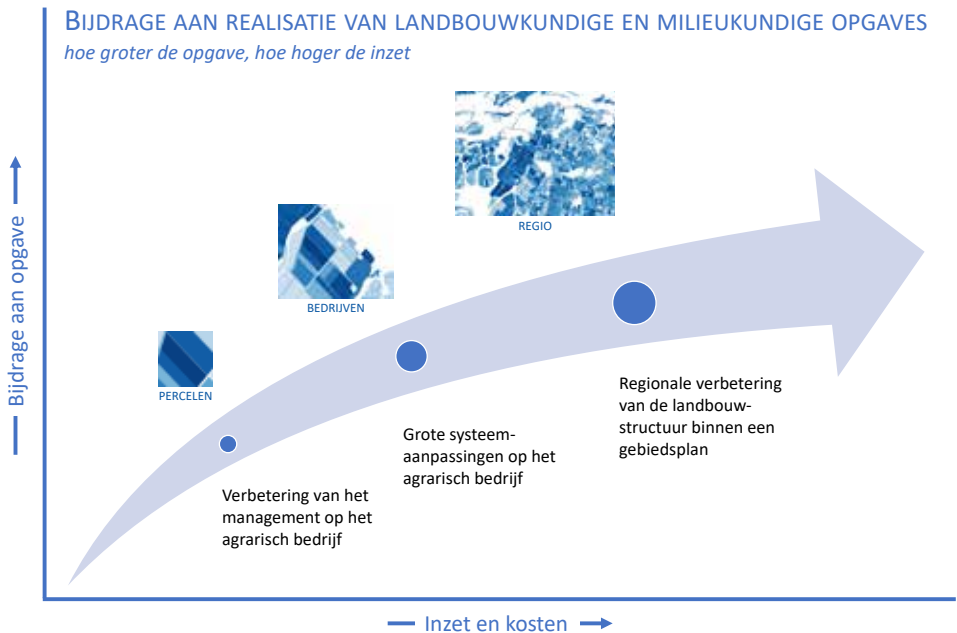 BIJDRAGE AAN REALISATIE VAN LANDBOUWKUNDIGE EN MILIEUKUNDIGE OPGAVES
hoe groter de opgave, hoe hoger de inzet
REGIO
BEDRIJVEN
PERCELEN
Bijdrage aan opgave
Regionale verbetering
van de landbouw-
structuur binnen een
gebiedsplan
Grote systeem-
aanpassingen op het
agrarisch bedrijf
Verbetering van het
management op het
agrarisch bedrijf
Inzet en kosten